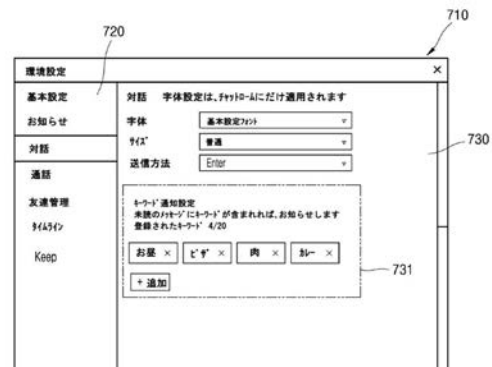 710
720
環境設定 ×
基本設定
お知らせ
対話
通話
友達管理
タイムライン
Keep
対話 字体設定は、チャットロームにだけ適用されます
字体 基本設定フォント
サイズ 普通
送信方法 Enter
730
キーワード通知設定
未読のメッセージにキーワードが含まれれば、お知らせします
登録されたキーワード 4/20
お昼 × ピザ × 肉 × カレー ×
+ 追加
731